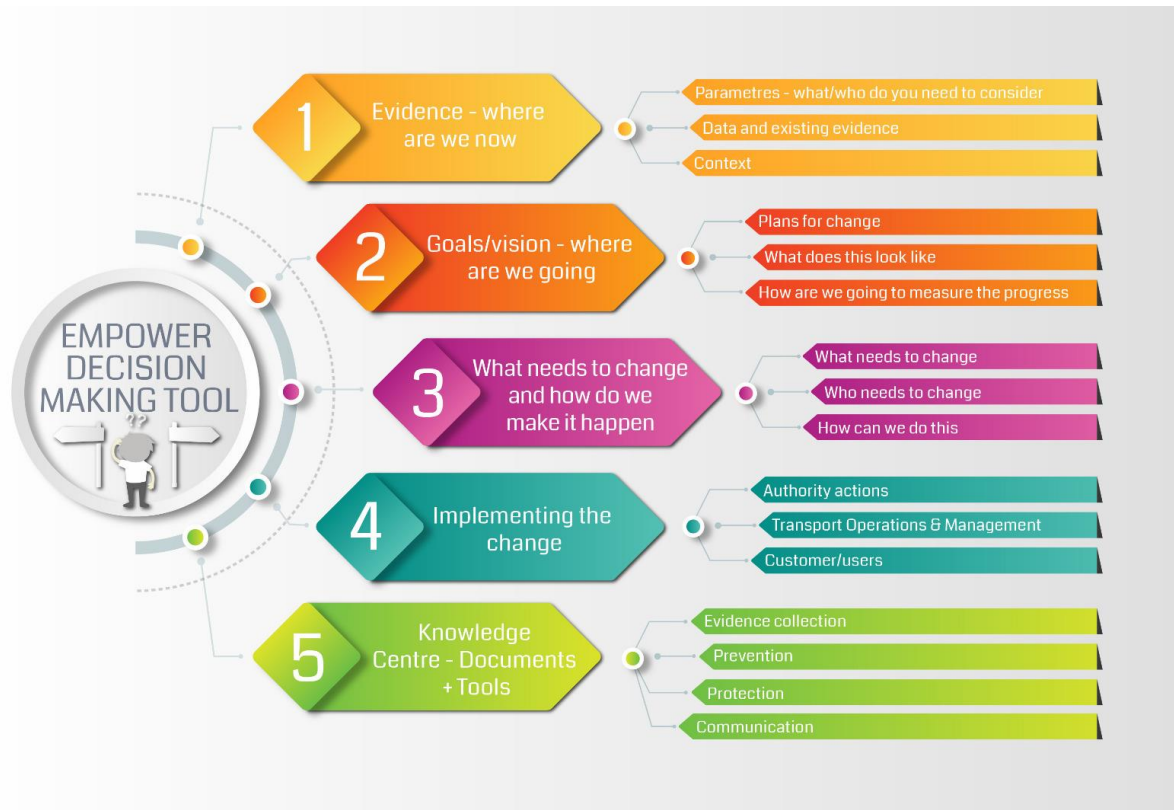 EMPOWER
DECISION
MAKING TOOL
??
1
Evidence - where
are we now
Parametres - what/who do you need to consider
Data and existing evidence
Context
2
Goals/vision - where
are we going
Plans for change
What does this look like
How are we going to measure the progress
3
What needs to change
and how do we
make it happen
What needs to change
Who needs to change
How can we do this
4
Implementing the
change
Authority actions
Transport Operations & Management
Customer/users
5
Knowledge
Centre - Documents
+ Tools
Evidence collection
Prevention
Protection
Communication